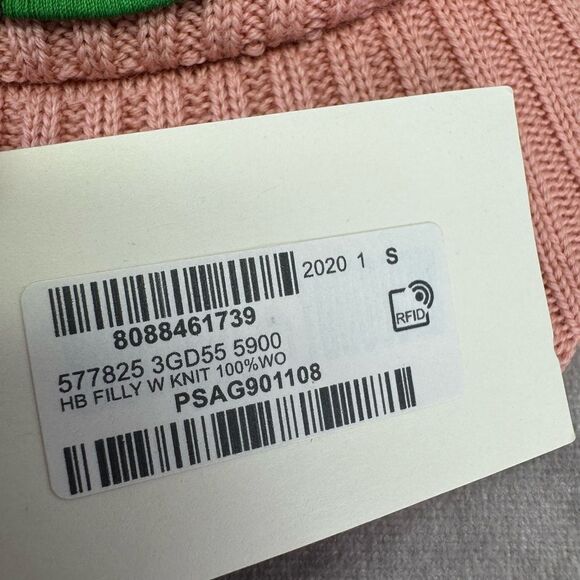 2020 1 S
8088461739
RFID
577825 3GD55 5900
HB FILLY W KNIT 100%WO
PSAG901108